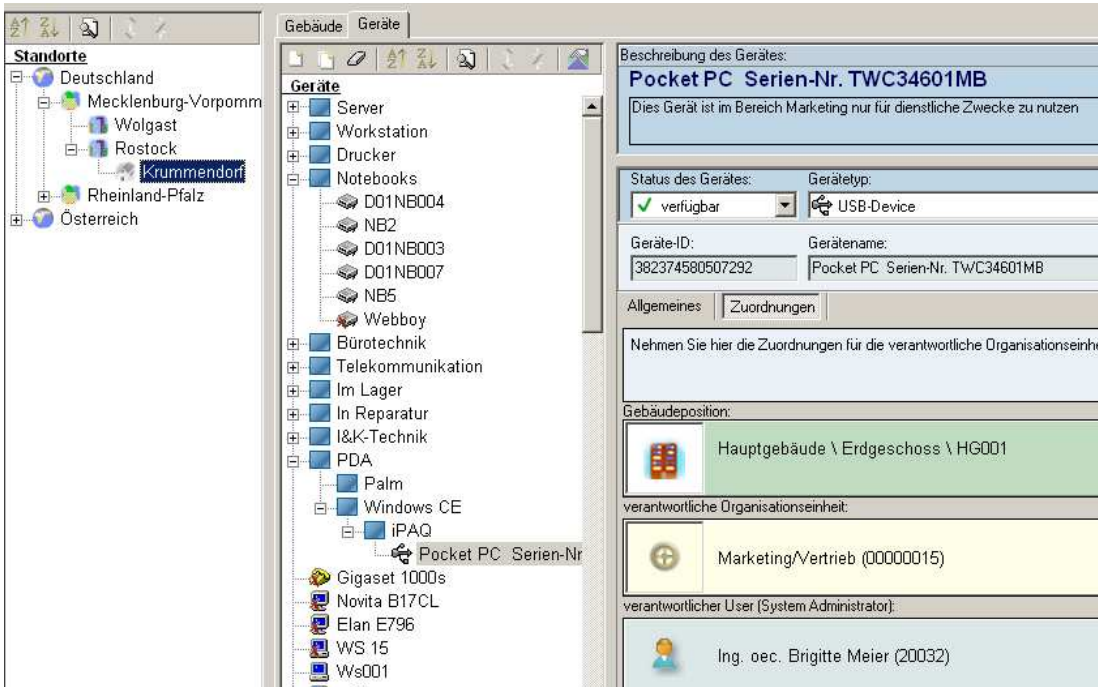 Standorte
Deutschland
Mecklenburg-Vorpomm
Wolgast
Rostock
Krummendorf
Rheinland-Pfalz
Österreich
Gebäude Geräte
Geräte
Server
Workstation
Drucker
Notebooks
D01NB004
NB2
D01NB003
D01NB007
NB5
Webboy
Bürotechnik
Telekommunikation
Im Lager
In Reparatur
I&K-Technik
PDA
Palm
Windows CE
iPAQ
Pocket PC Serien-Nr
Gigaset 1000s
Novita B17CL
Elan E796
WS 15
Ws001
Beschreibung des Gerätes:
Pocket PC Serien-Nr. TWC34601MB
Dies Gerät ist im Bereich Marketing nur für dienstliche Zwecke zu nutzen
Status des Gerätes: Gerätetyp:
verfügbar USB-Device
Geräte-ID: Gerätename:
382374580507292 Pocket PC Serien-Nr. TWC34601MB
Allgemeines Zuordnungen
Nehmen Sie hier die Zuordnungen für die verantwortliche Organisationseinhe
Gebäudeposition:
Hauptgebäude \ Erdgeschoss \ HG001
verantwortliche Organisationseinheit:
Marketing/Vertrieb (00000015)
verantwortlicher User (System Administrator):
Ing. oec. Brigitte Meier (20032)